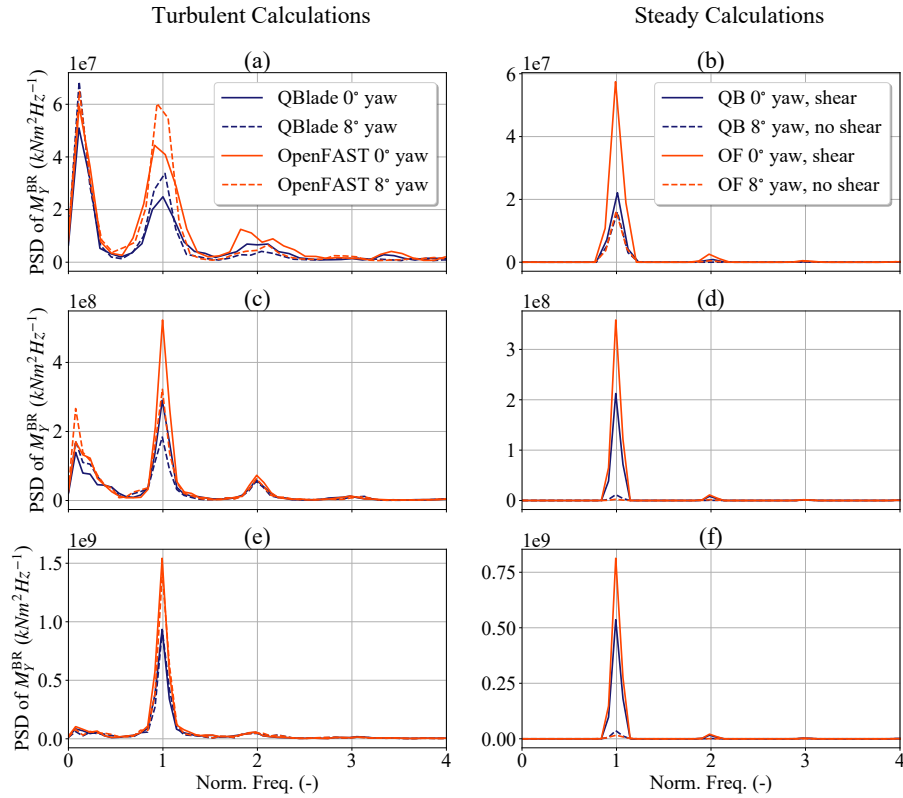 Turbulent Calculations
Steady Calculations
(a)
(b)
1e7
1e7
PSD of M_Y^BR (kNm²Hz⁻¹)
6
4
2
0
QBlade 0° yaw
QBlade 8° yaw
OpenFAST 0° yaw
OpenFAST 8° yaw
6
4
2
0
QB 0° yaw, shear
QB 8° yaw, no shear
OF 0° yaw, shear
OF 8° yaw, no shear
(c)
(d)
1e8
1e8
PSD of M_Y^BR (kNm²Hz⁻¹)
4
2
0
3
2
1
0
(e)
(f)
1e9
1e9
PSD of M_Y^BR (kNm²Hz⁻¹)
1.5
1.0
0.5
0.0
0.75
0.50
0.25
0.00
0 1 2 3 4
0 1 2 3 4
Norm. Freq. (-)
Norm. Freq. (-)